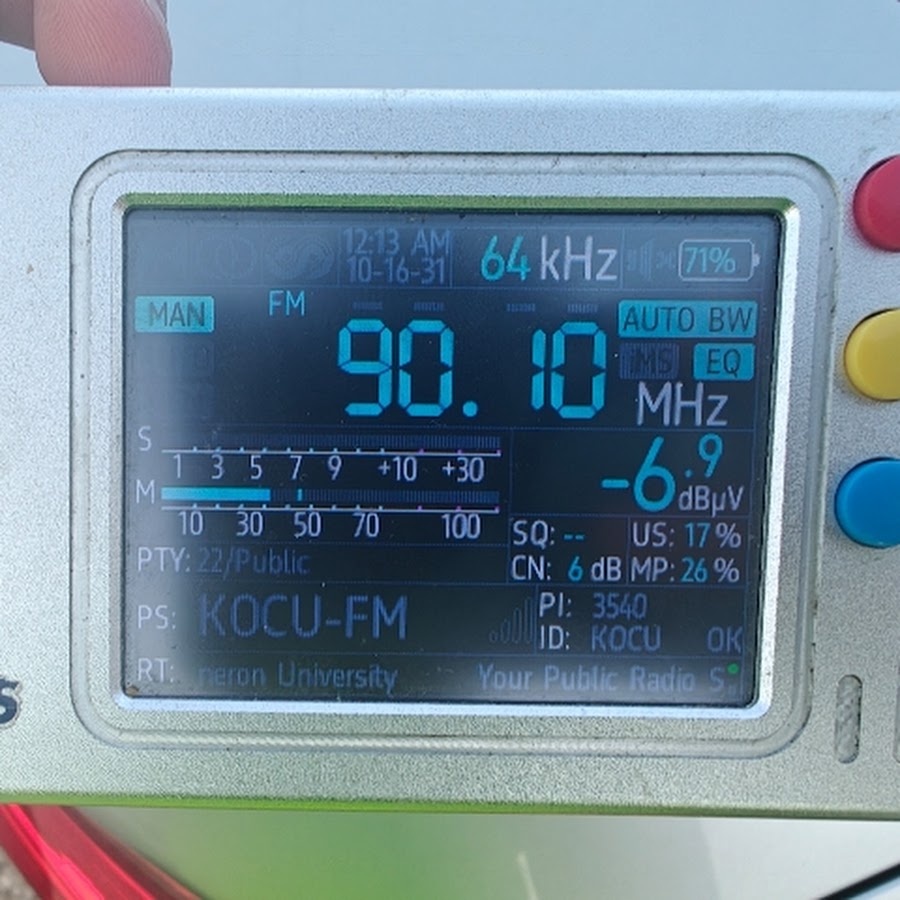 12:13 AM
10-16-31
64 kHz
71%
MAN
FM
90.10
MHz
AUTO BW
EQ
S
1 3 5 7 9 +10 +30
M
10 30 50 70 100
-6.9
dBµV
SQ: -- US: 17 %
CN: 6 dB MP: 26 %
PTY: 22/Public
PS: KOCU-FM
PI: 3540
ID: KOCU OK
RT: neron University Your Public Radio S